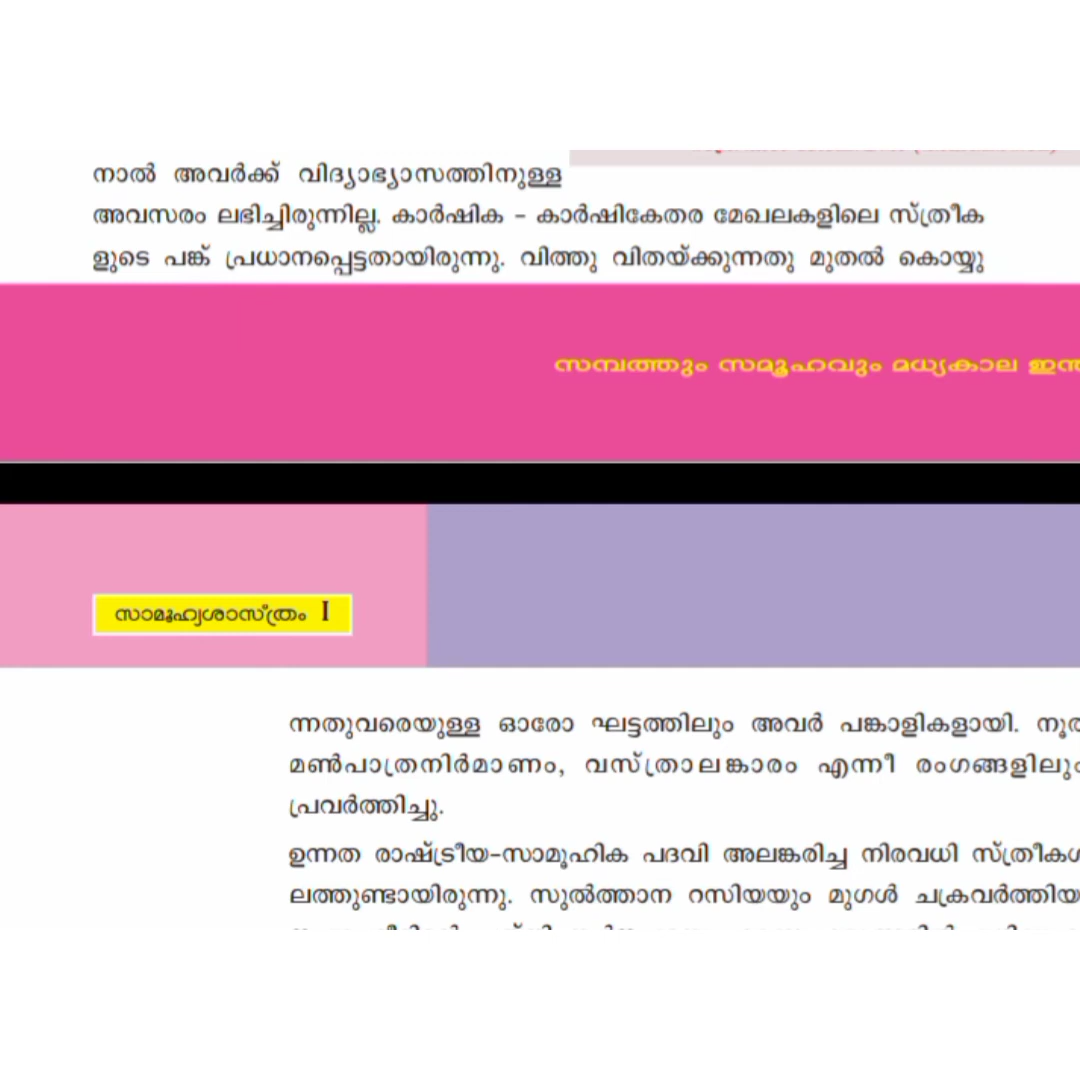 നാൽ അവർക്ക് വിദ്യാഭ്യാസത്തിനുള്ള
അവസരം ലഭിച്ചിരുന്നില്ല. കാർഷിക - കാർഷികേതര മേഖലകളിലെ സ്ത്രീക
ളുടെ പങ്ക് പ്രധാനപ്പെട്ടതായിരുന്നു. വിത്തു വിതയ്ക്കുന്നതു മുതൽ കൊയ്യു
സമ്പത്തും സമൂഹവും മധ്യകാല
സാമൂഹ്യശാസ്ത്രം I
ന്നതുവരെയുള്ള ഓരോ ഘട്ടത്തിലും അവർ പങ്കാളികളായി.
മൺപാത്രനിർമാണം, വസ്ത്രാലങ്കാരം എന്നീ രംഗങ്ങളിലും
പ്രവർത്തിച്ചു.
ഉന്നത രാഷ്ട്രീയ-സാമൂഹിക പദവി അലങ്കരിച്ച നിരവധി
ലത്തുണ്ടായിരുന്നു. സുൽത്താന റസിയയും മുഗൾ